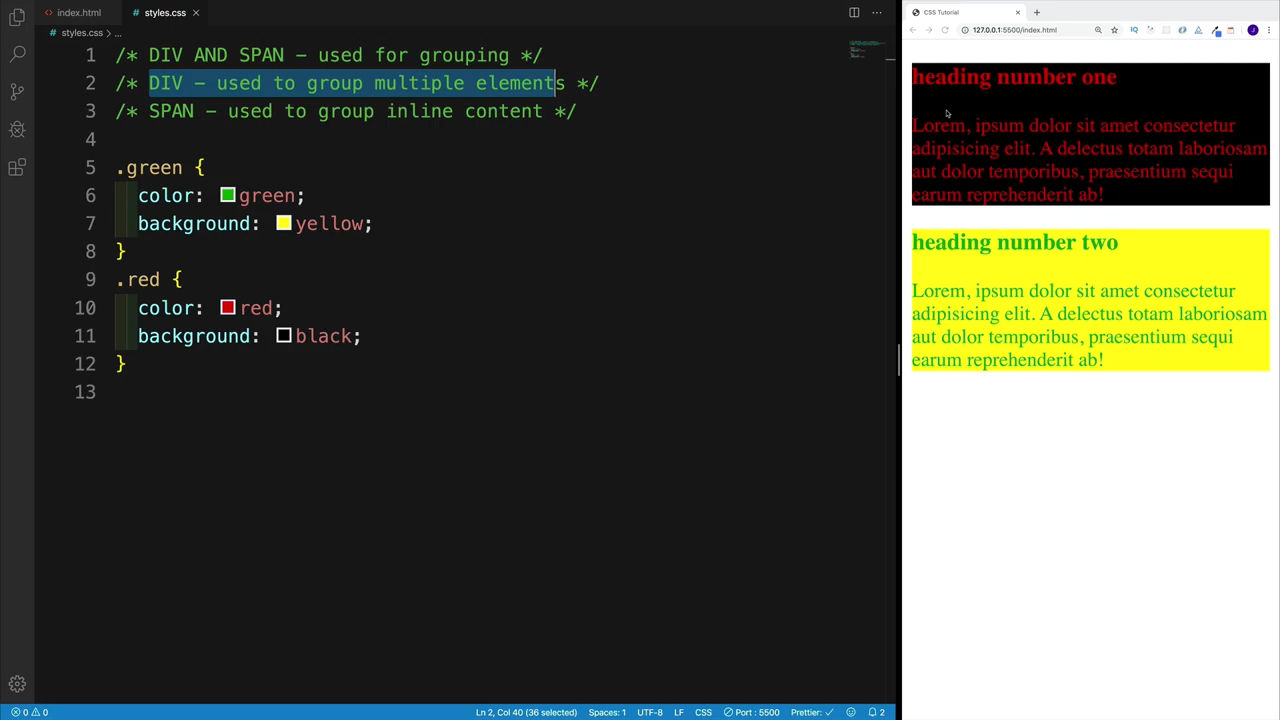 index.html
styles.css
styles.css > ...
1 /* DIV AND SPAN - used for grouping */
2 /* DIV - used to group multiple elements */
3 /* SPAN - used to group inline content */
4
5 .green {
6 color: green;
7 background: yellow;
8 }
9 .red {
10 color: red;
11 background: black;
12 }
13
0 0
Ln 2, Col 40 (36 selected)
Spaces: 1
UTF-8
LF
CSS
Port : 5500
Prettier: ✓
2
CSS Tutorial
127.0.0.1:5500/index.html
IQ
J
heading number one
Lorem, ipsum dolor sit amet consectetur
adipisicing elit. A delectus totam laboriosam
aut dolor temporibus, praesentium sequi
earum reprehenderit ab!
heading number two
Lorem, ipsum dolor sit amet consectetur
adipisicing elit. A delectus totam laboriosam
aut dolor temporibus, praesentium sequi
earum reprehenderit ab!